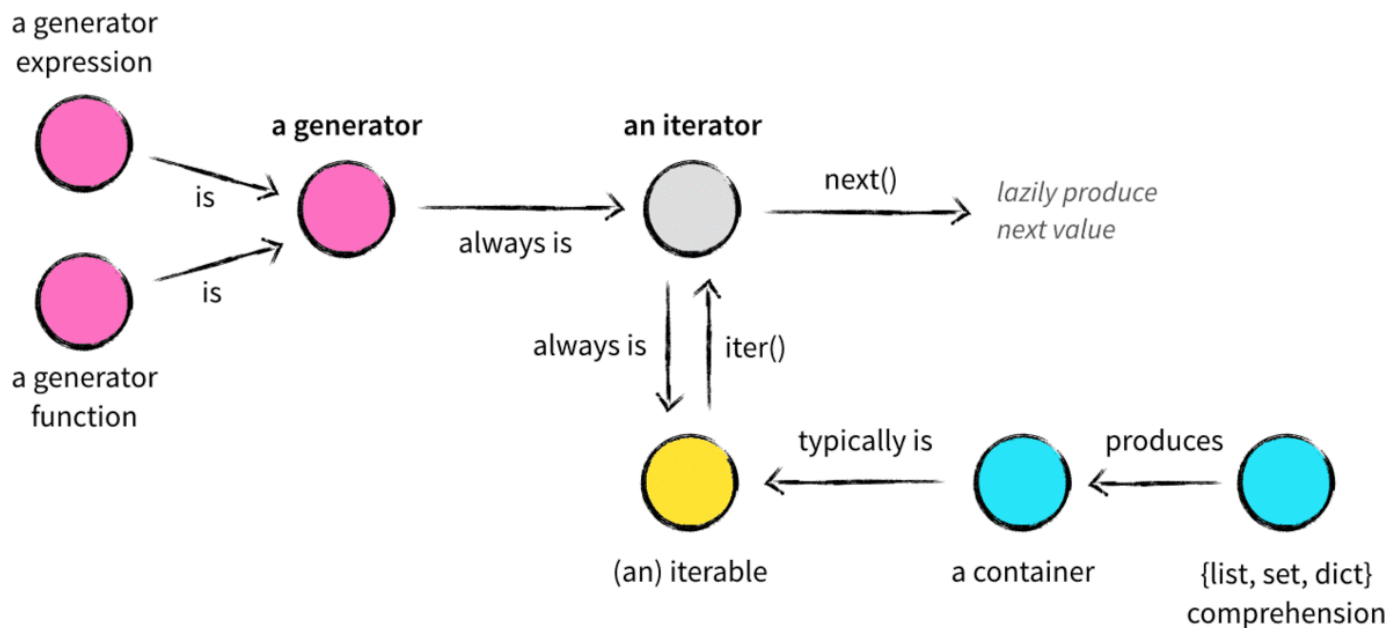 a generator
expression
a generator
an iterator
is
next()
lazily produce
next value
always is
is
a generator
function
always is
iter()
typically is
produces
(an) iterable
a container
{list, set, dict}
comprehension